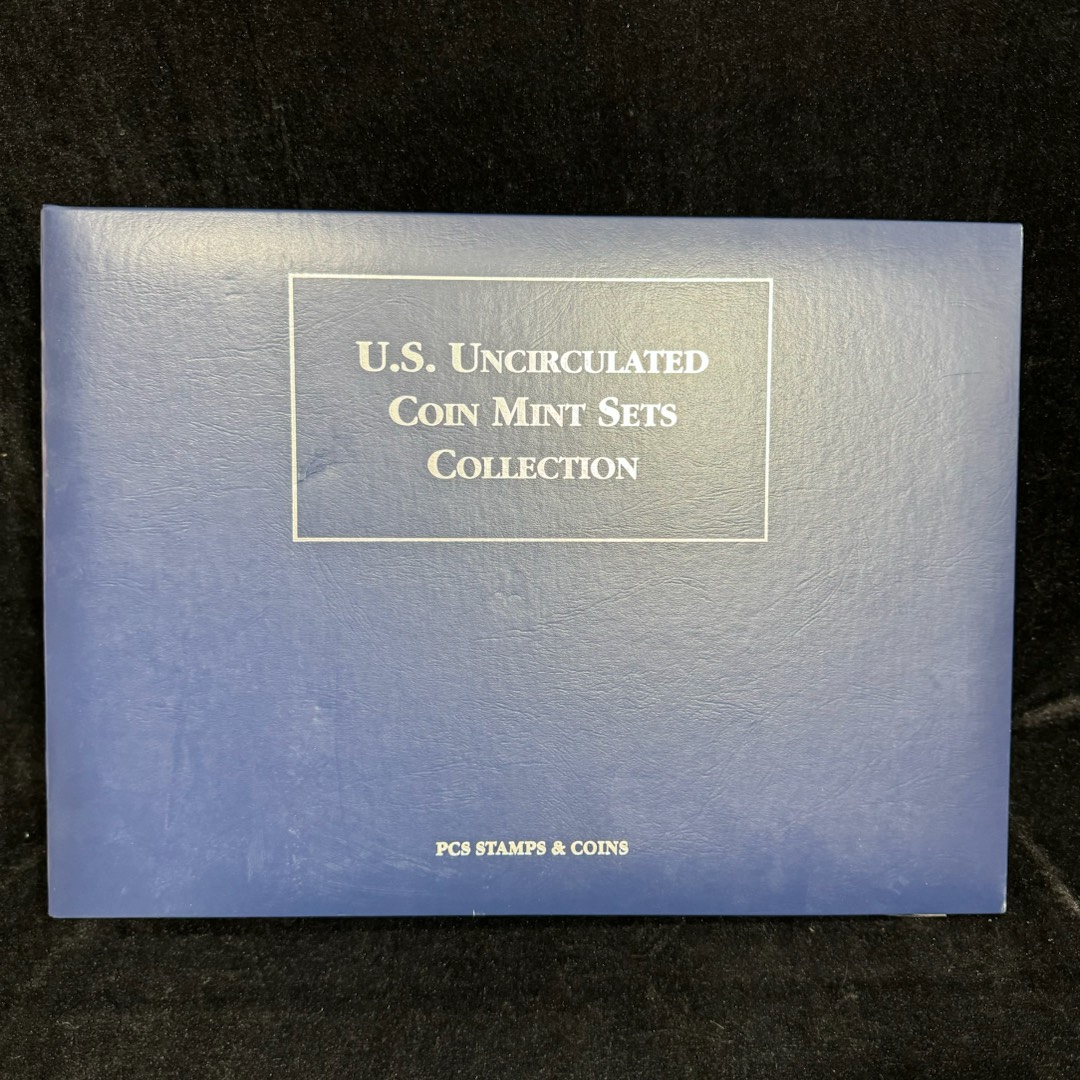 U.S. UNCIRCULATED
COIN MINT SETS
COLLECTION
PCS STAMPS & COINS